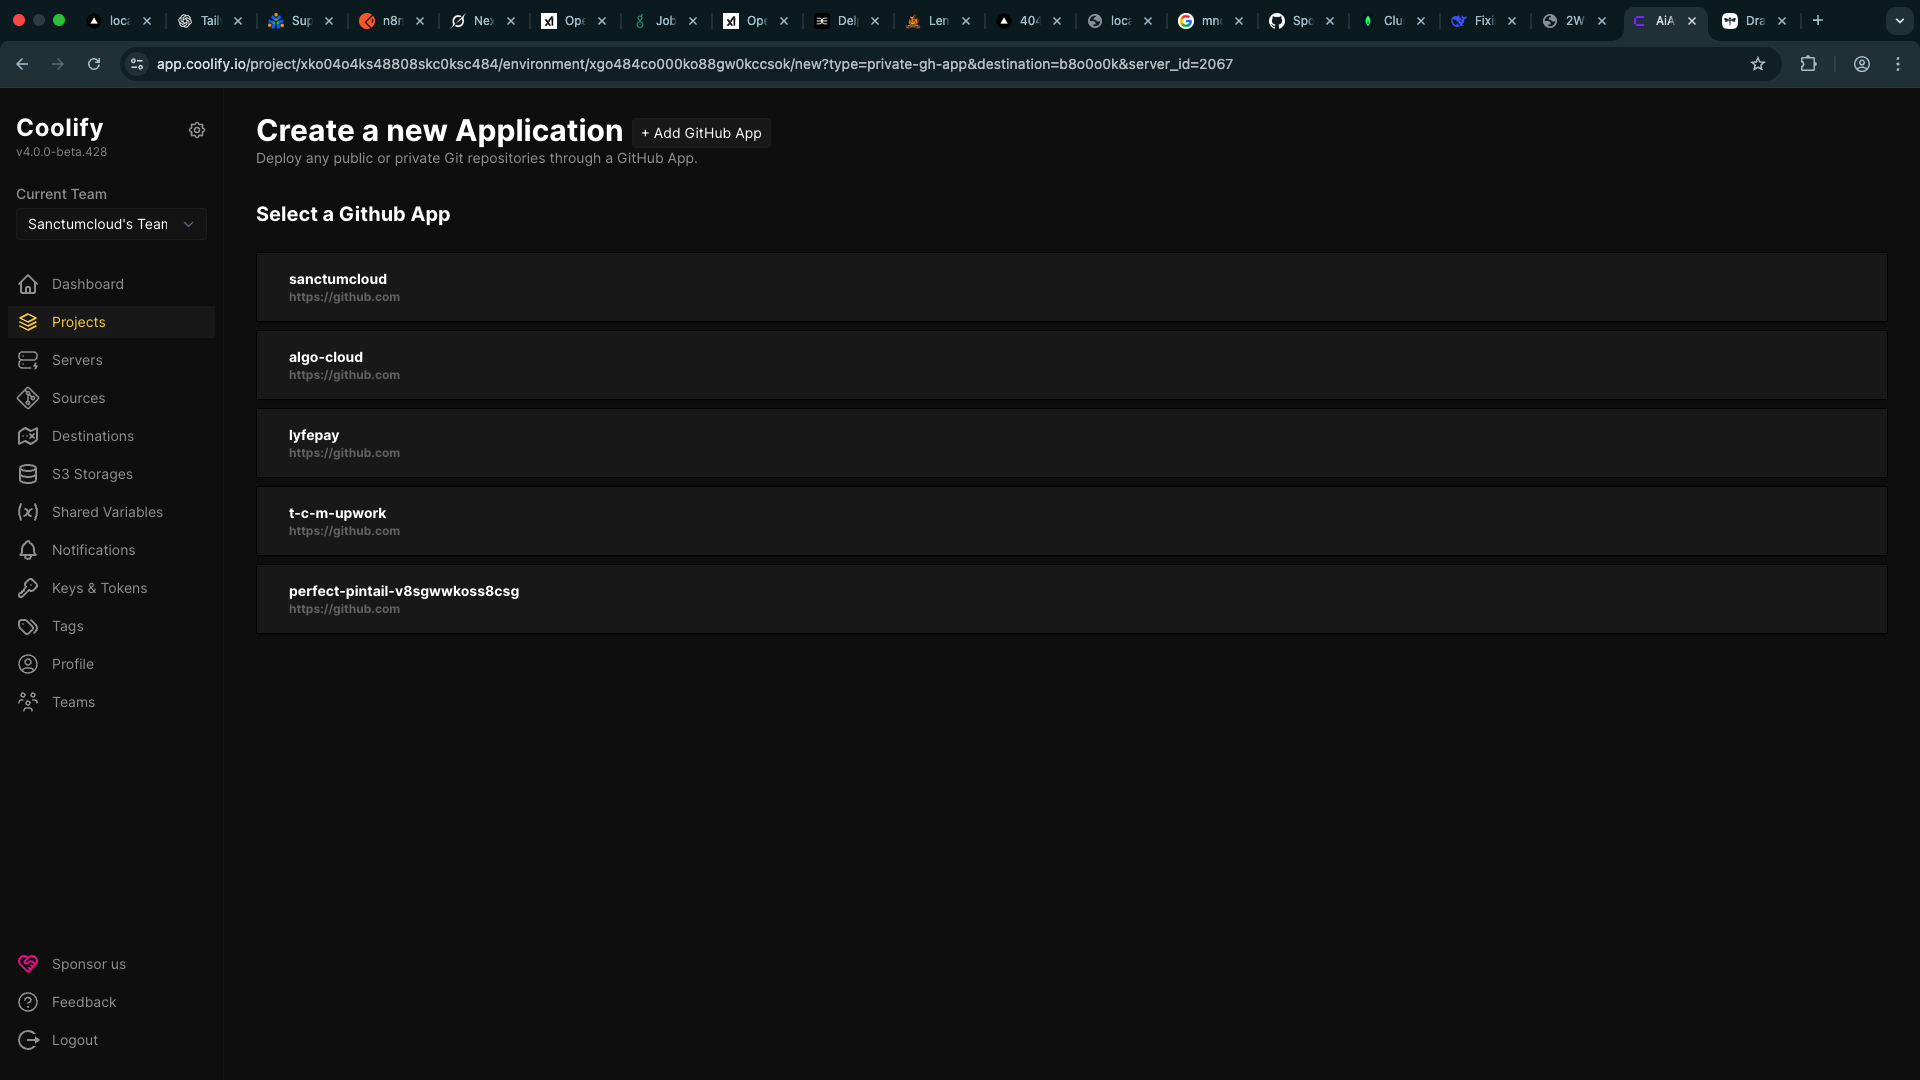 loca
Tail
Sup
n8n
Nex
Ope
Job
Ope
Del
Len
404
loca
mno
Spo
Clu
Fixi
2W
AiA
Dra
app.coolify.io/project/xko04o4ks48808skc0ksc484/environment/xgo484co000ko88gw0kccsok/new?type=private-gh-app&destination=b8o0o0k&server_id=2067
Coolify
v4.0.0-beta.428
Current Team
Sanctumcloud's Tean
Dashboard
Projects
Servers
Sources
Destinations
S3 Storages
Shared Variables
Notifications
Keys & Tokens
Tags
Profile
Teams
Sponsor us
Feedback
Logout
Create a new Application
+ Add GitHub App
Deploy any public or private Git repositories through a GitHub App.
Select a Github App
sanctumcloud
https://github.com
algo-cloud
https://github.com
lyfepay
https://github.com
t-c-m-upwork
https://github.com
perfect-pintail-v8sgwwkoss8csg
https://github.com